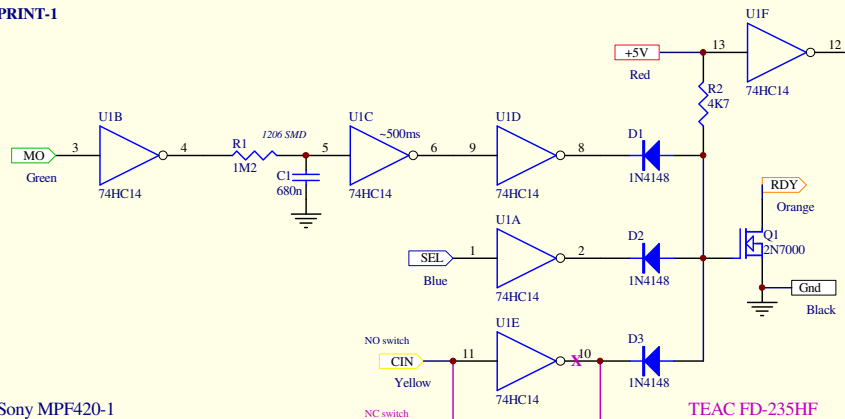 PRINT-1
U1F
+5V
13
12
Red
74HC14
R2
4K7
U1B
U1C
U1D
D1
1206 SMD
~500ms
R1
MO
3
4
5
6
9
8
1M2
C1
680n
Green
74HC14
74HC14
74HC14
1N4148
RDY
Orange
U1A
D2
Q1
2N7000
SEL
1
2
Blue
74HC14
1N4148
Gnd
Black
U1E
D3
NO switch
CIN
11
X
10
Yellow
74HC14
1N4148
NC switch
Sony MPF420-1
TEAC FD-235HF